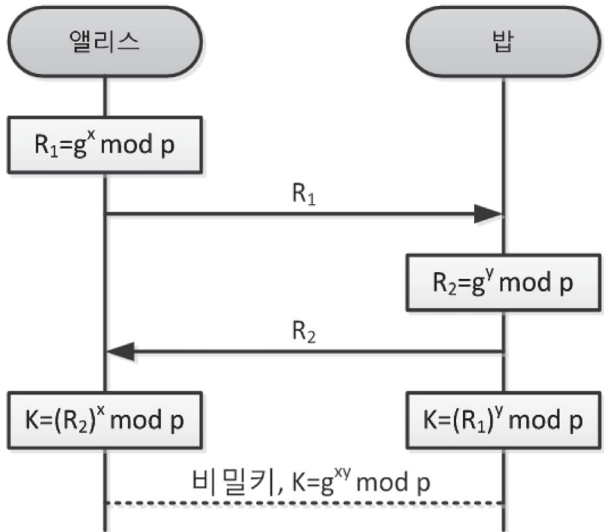 앨리스
밥
R₁=gˣ mod p
R₁
R₂=gʸ mod p
R₂
K=(R₂)ˣ mod p
K=(R₁)ʸ mod p
비밀키, K=gˣʸ mod p